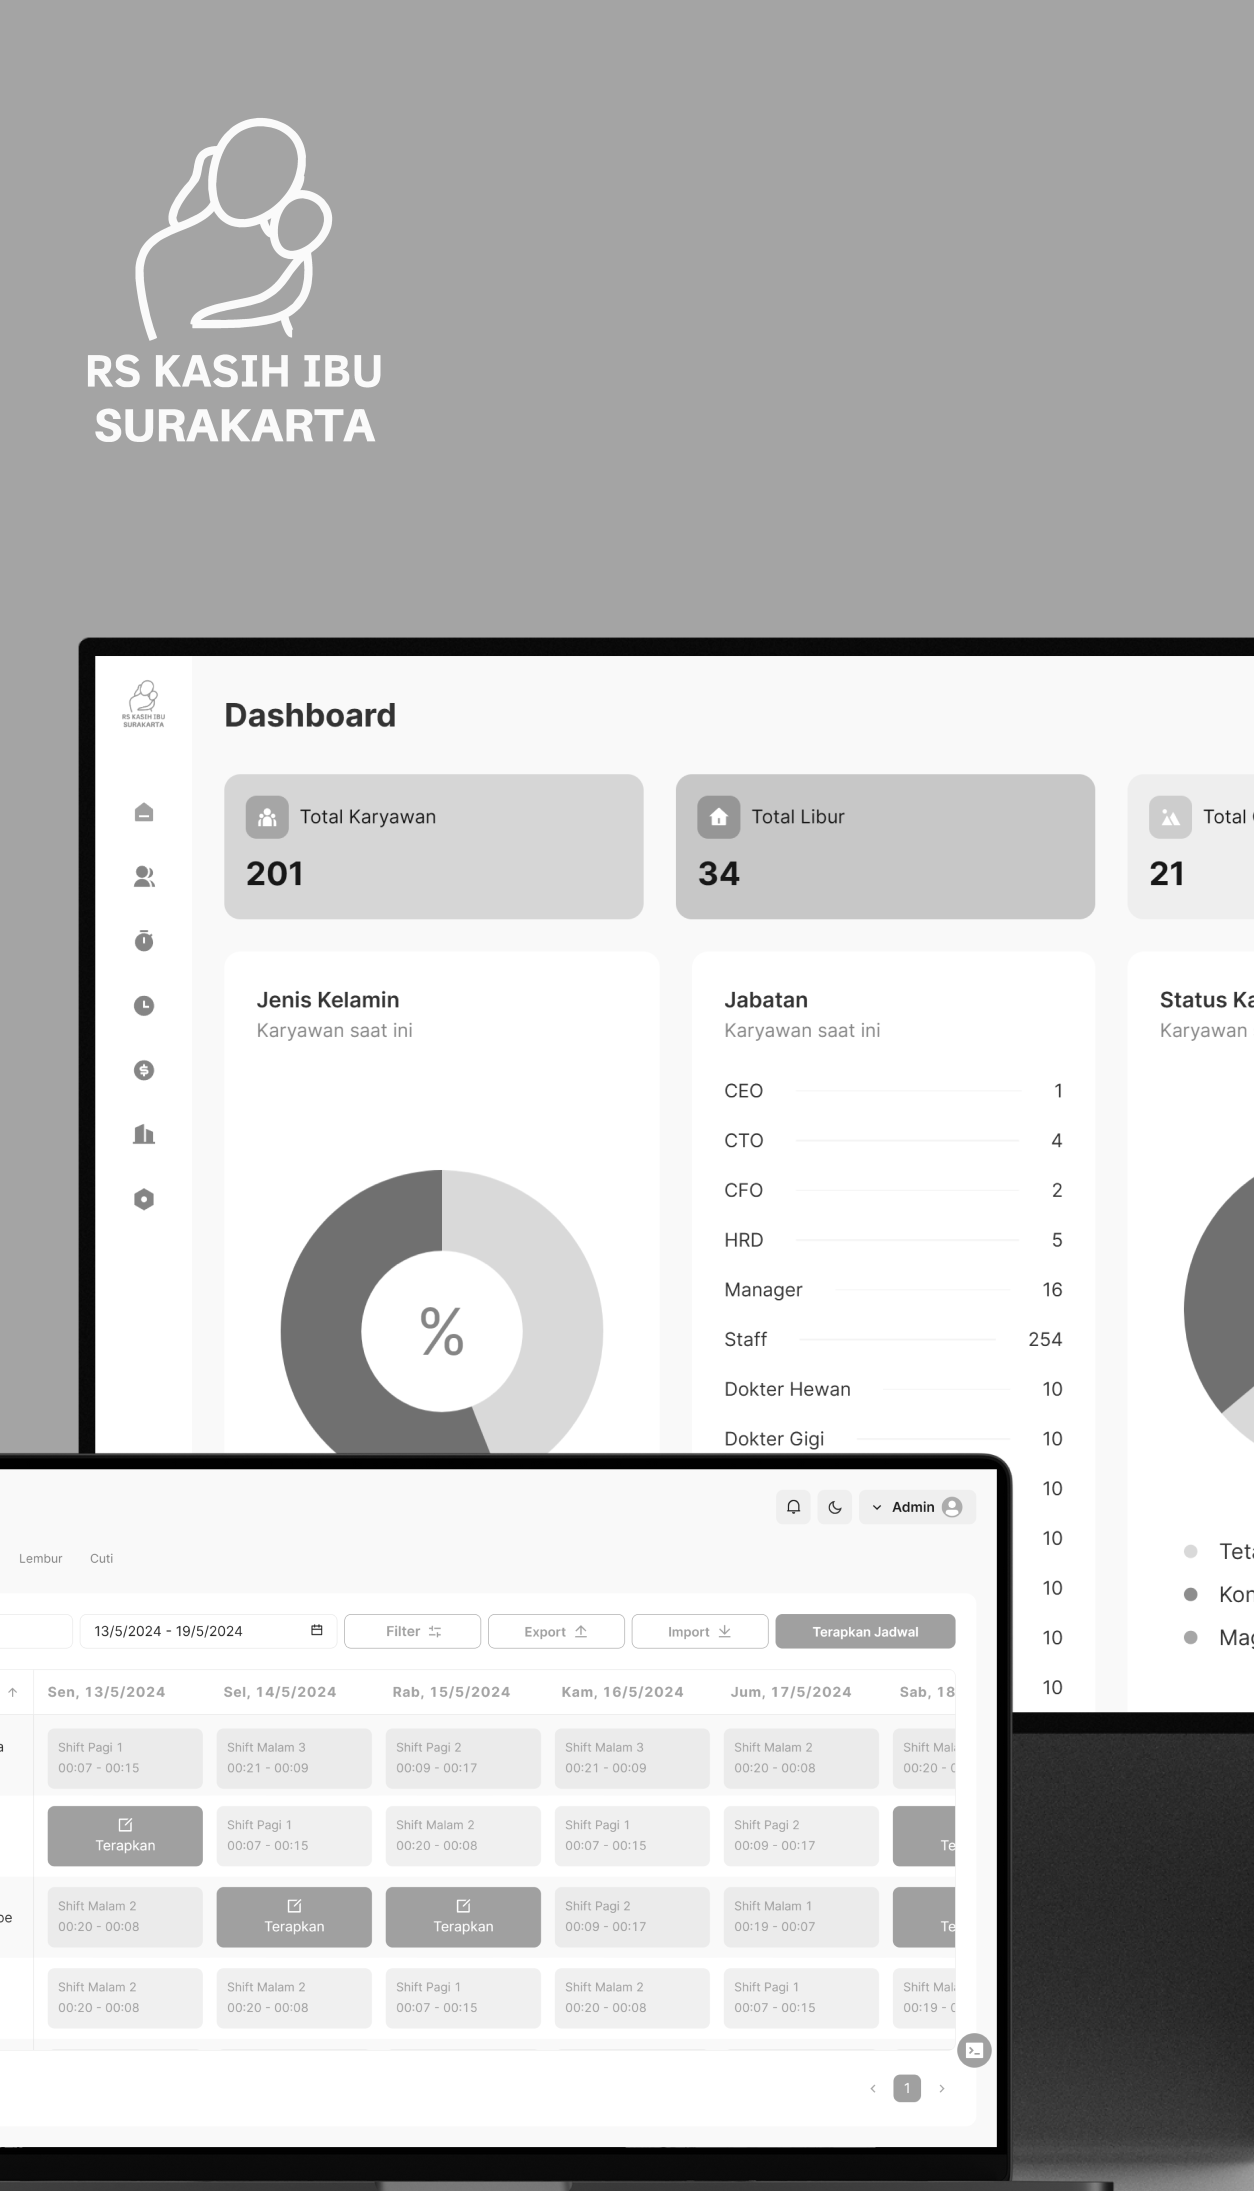 RS KASIH IBU
SURAKARTA
RS KASIH IBU
SURAKARTA
Dashboard
Total Karyawan
201
Total Libur
34
Total
21
Jenis Kelamin
Karyawan saat ini
%
Jabatan
Karyawan saat ini
CEO 1
CTO 4
CFO 2
HRD 5
Manager 16
Staff 254
Dokter Hewan 10
Dokter Gigi 10
10
10
10
10
10
Status Ka
Karyawan
Teta
Kon
Mag
Admin
Lembur Cuti
13/5/2024 - 19/5/2024
Filter
Export
Import
Terapkan Jadwal
Sen, 13/5/2024 Sel, 14/5/2024 Rab, 15/5/2024 Kam, 16/5/2024 Jum, 17/5/2024 Sab, 18
a Shift Pagi 1 Shift Malam 3 Shift Pagi 2 Shift Malam 3 Shift Malam 2 Shift Mala
00:07 - 00:15 00:21 - 00:09 00:09 - 00:17 00:21 - 00:09 00:20 - 00:08 00:20 - 0
Shift Pagi 1 Shift Malam 2 Shift Pagi 1 Shift Pagi 2
Terapkan 00:07 - 00:15 00:20 - 00:08 00:07 - 00:15 00:09 - 00:17 Te
be Shift Malam 2 Shift Pagi 2 Shift Malam 1
00:20 - 00:08 Terapkan Terapkan 00:09 - 00:17 00:19 - 00:07 Te
Shift Malam 2 Shift Malam 2 Shift Pagi 1 Shift Malam 2 Shift Pagi 1 Shift Mala
00:20 - 00:08 00:20 - 00:08 00:07 - 00:15 00:20 - 00:08 00:07 - 00:15 00:19 - 0
1